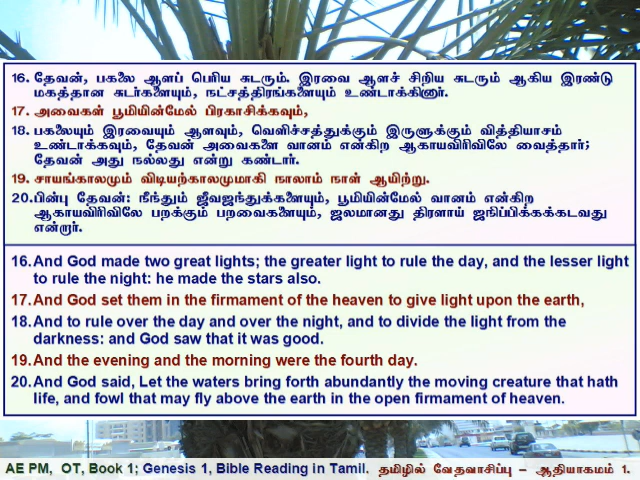 16. தேவன், பகலை ஆளப் பெரிய சுடரும். இரவை ஆளச் சிறிய சுடரும் ஆகிய இரண்டு
மகத்தான சுடர்களையும், நட்சத்திரங்களையும் உண்டாக்கினார்.
17. அவைகள் பூமியின்மேல் பிரகாசிக்கவும்,
18. பகலையும் இரவையும் ஆளவும், வெளிச்சத்துக்கும் இருளுக்கும் வித்தியாசம்
உண்டாக்கவும், தேவன் அவைகளை வானம் என்கிற ஆகாயவிரிவிலே வைத்தார்;
தேவன் அது நல்லது என்று கண்டார்.
19. சாயங்காலமும் விடியற்காலமுமாகி நாலாம் நாள் ஆயிற்று.
20.பின்பு தேவன்: நீந்தும் ஜீவஜந்துக்களையும், பூமியின்மேல் வானம் என்கிற
ஆகாயவிரிவிலே பறக்கும் பறவைகளையும், ஜலமானது திரளாய் ஜநிப்பிக்கக்கடவது
என்றார்.
16. And God made two great lights; the greater light to rule the day, and the lesser light
to rule the night: he made the stars also.
17. And God set them in the firmament of the heaven to give light upon the earth,
18. And to rule over the day and over the night, and to divide the light from the
darkness: and God saw that it was good.
19. And the evening and the morning were the fourth day.
20. And God said, Let the waters bring forth abundantly the moving creature that hath
life, and fowl that may fly above the earth in the open firmament of heaven.
AE PM, OT, Book 1; Genesis 1, Bible Reading in Tamil. தமிழில் வேதவாசிப்பு – ஆதியாகமம் 1.